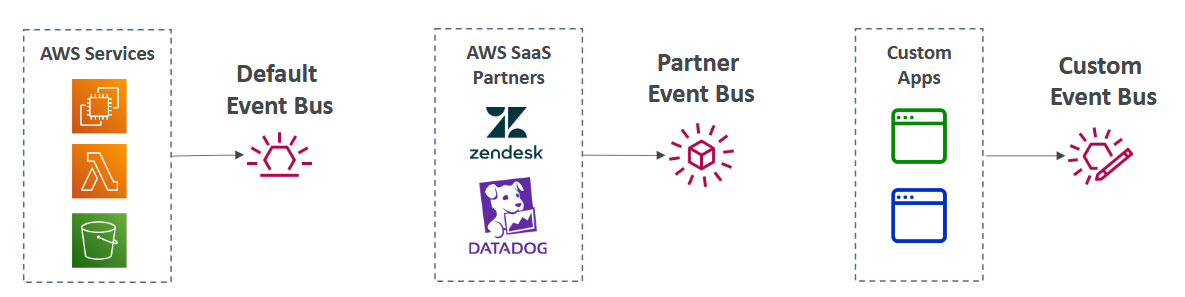 AWS Services
Default
Event Bus
AWS SaaS
Partners
zendesk
DATADOG
Partner
Event Bus
Custom
Apps
Custom
Event Bus